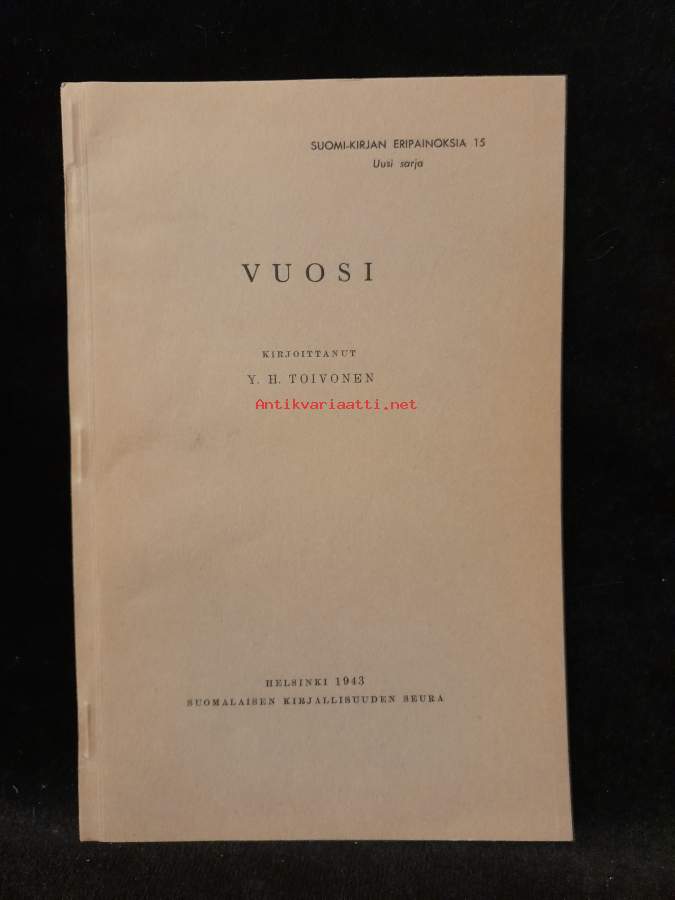 SUOMI-KIRJAN ERIPAINOKSIA 15
Uusi sarja
VUOSI
KIRJOITTANUT
Y. H. TOIVONEN
Antikvariaatti.net
HELSINKI 1943
SUOMALAISEN KIRJALLISUUDEN SEURA